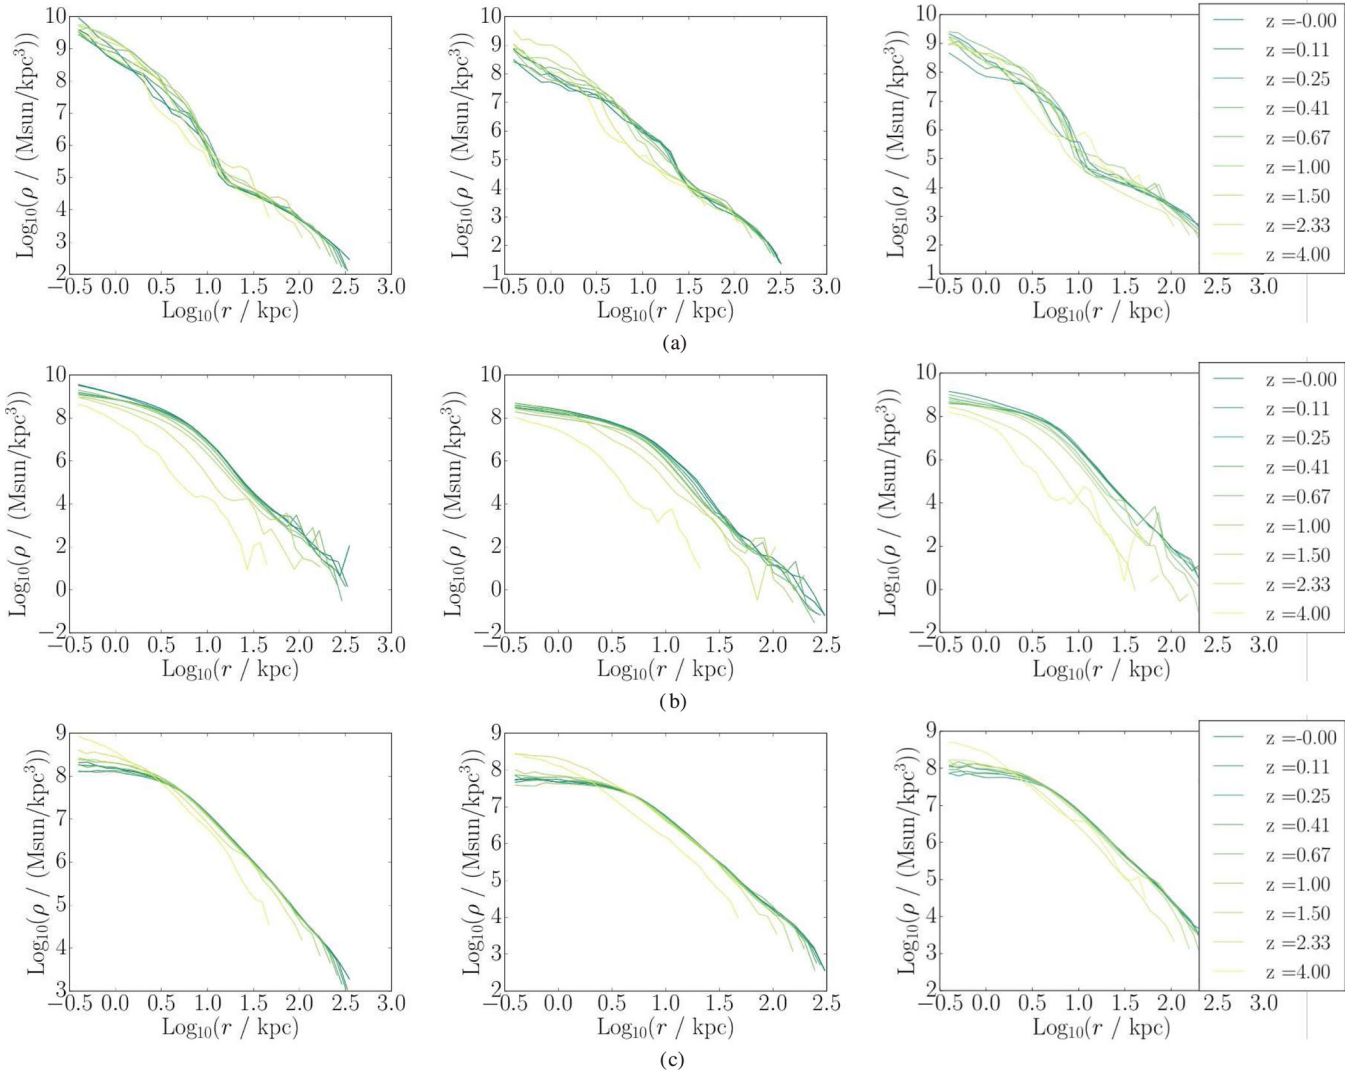 Log10(ρ / (Msun/kpc3))
10
9
8
7
6
5
4
3
2
−0.5 0.0 0.5 1.0 1.5 2.0 2.5 3.0
Log10(r / kpc)
Log10(ρ / (Msun/kpc3))
10
9
8
7
6
5
4
3
2
1
−0.5 0.0 0.5 1.0 1.5 2.0 2.5 3.0
Log10(r / kpc)
Log10(ρ / (Msun/kpc3))
10
9
8
7
6
5
4
3
2
1
−0.5 0.0 0.5 1.0 1.5 2.0 2.5 3.0
Log10(r / kpc)
z =-0.00
z =0.11
z =0.25
z =0.41
z =0.67
z =1.00
z =1.50
z =2.33
z =4.00
(a)
Log10(ρ / (Msun/kpc3))
10
8
6
4
2
0
−2
−0.5 0.0 0.5 1.0 1.5 2.0 2.5 3.0
Log10(r / kpc)
Log10(ρ / (Msun/kpc3))
10
8
6
4
2
0
−2
−0.5 0.0 0.5 1.0 1.5 2.0 2.5
Log10(r / kpc)
Log10(ρ / (Msun/kpc3))
10
8
6
4
2
0
−2
−0.5 0.0 0.5 1.0 1.5 2.0 2.5 3.0
Log10(r / kpc)
z =-0.00
z =0.11
z =0.25
z =0.41
z =0.67
z =1.00
z =1.50
z =2.33
z =4.00
(b)
Log10(ρ / (Msun/kpc3))
9
8
7
6
5
4
3
−0.5 0.0 0.5 1.0 1.5 2.0 2.5 3.0
Log10(r / kpc)
Log10(ρ / (Msun/kpc3))
9
8
7
6
5
4
3
2
−0.5 0.0 0.5 1.0 1.5 2.0 2.5
Log10(r / kpc)
Log10(ρ / (Msun/kpc3))
9
8
7
6
5
4
3
2
−0.5 0.0 0.5 1.0 1.5 2.0 2.5 3.0
Log10(r / kpc)
z =-0.00
z =0.11
z =0.25
z =0.41
z =0.67
z =1.00
z =1.50
z =2.33
z =4.00
(c)